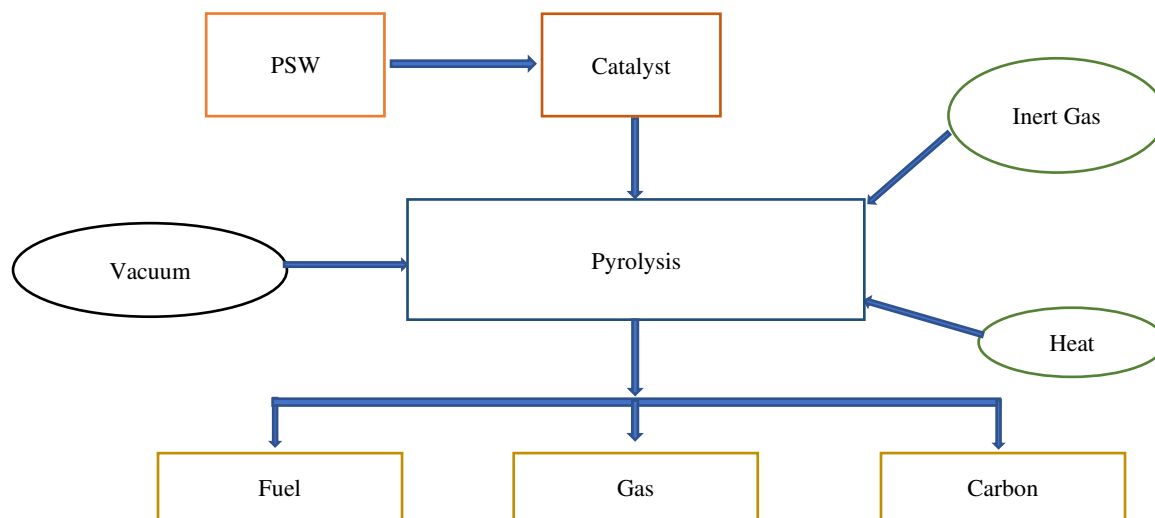 PSW
Catalyst
Inert Gas
Vacuum
Pyrolysis
Heat
Fuel
Gas
Carbon